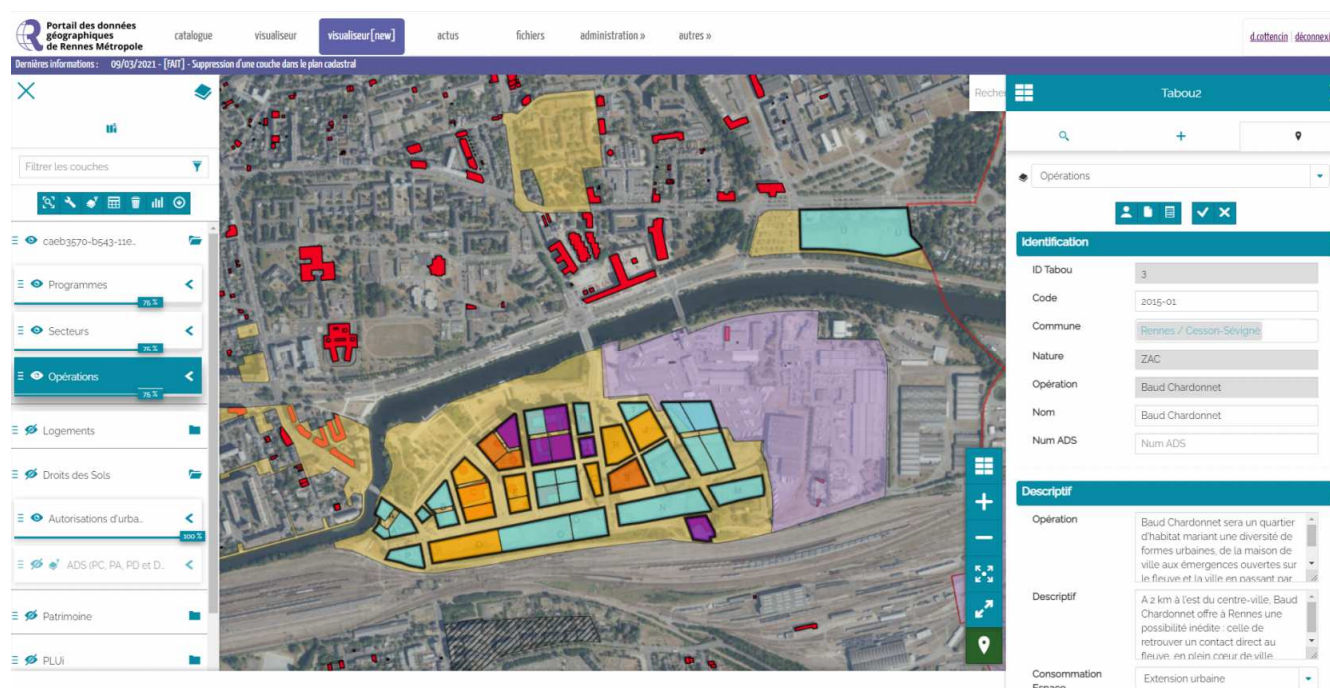 Portail des données
géographiques
de Rennes Métropole
catalogue
visualiseur
visualiseur[new]
actus
fichiers
administration »
autres »
d.cottencin
déconnexi
Dernières informations : 09/03/2021 - [FAIT] - Suppression d'une couche dans le plan cadastral
Filtrer les couches
caeb3570-b543-11e..
Programmes
75 %
Secteurs
75 %
Opérations
75 %
Logements
Droits des Sols
Autorisations d'urba..
100 %
ADS (PC, PA, PD et D..
Patrimoine
PLUi
Reche
Tabou2
Opérations
Identification
ID Tabou
3
Code
2015-01
Commune
Rennes / Cesson-Sévigne
Nature
ZAC
Opération
Baud Chardonnet
Nom
Baud Chardonnet
Num ADS
Num ADS
Descriptif
Opération
Baud Chardonnet sera un quartier
d'habitat mariant une diversité de
formes urbaines, de la maison de
ville aux émergences ouvertes sur
le fleuve et la ville en passant par
Descriptif
A 2 km à l'est du centre-ville, Baud
Chardonnet offre à Rennes une
possibilité inédite : celle de
retrouver un contact direct au
fleuve, en plein cœur de ville.
Consommation
Espace
Extension urbaine